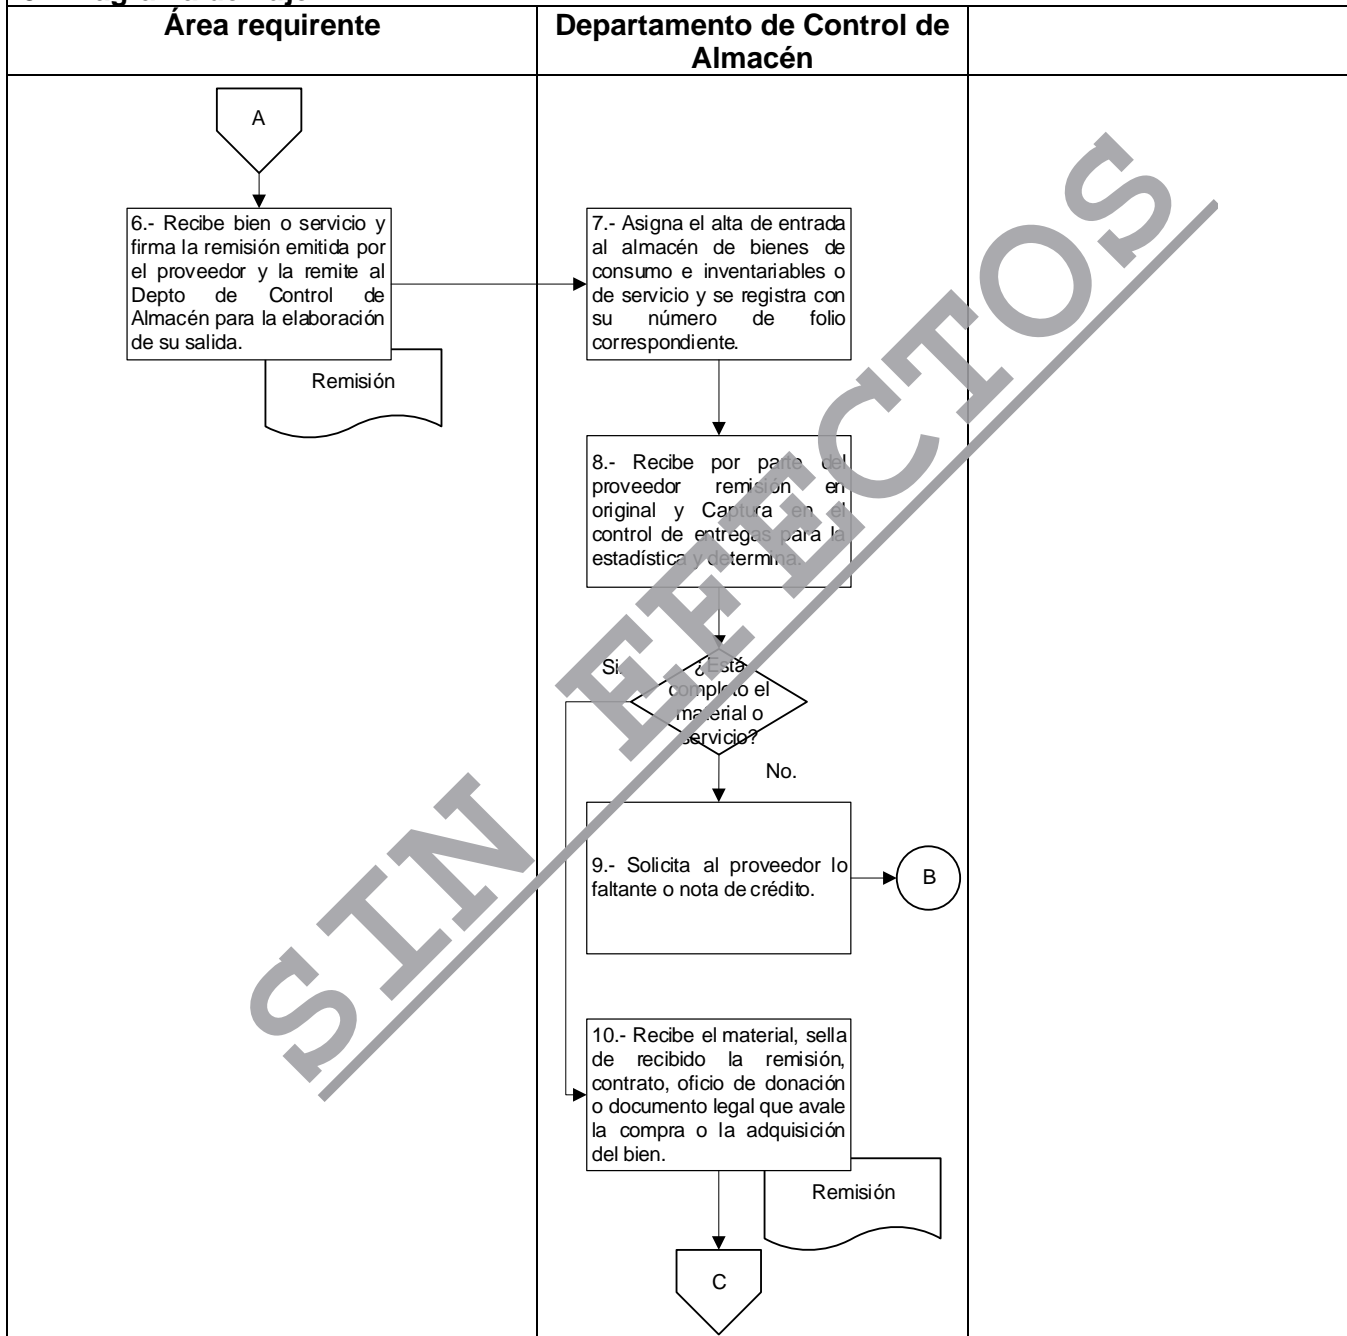 Área requirente
Departamento de Control de
Almacén
A
6.- Recibe bien o servicio y
firma la remisión emitida por
el proveedor y la remite al
Depto de Control de
Almacén para la elaboración
de su salida.
Remisión
7.- Asigna el alta de entrada
al almacén de bienes de
consumo e inventariables o
de servicio y se registra con
su número de folio
correspondiente.
8.- Recibe por parte del
proveedor remisión en
original y Captura en el
control de entregas para la
estadística y determina.
Si.
¿Está
completo el
material o
servicio?
No.
9.- Solicita al proveedor lo
faltante o nota de crédito.
B
10.- Recibe el material, sella
de recibido la remisión,
contrato, oficio de donación
o documento legal que avale
la compra o la adquisición
del bien.
Remisión
C
SIN EFECTOS